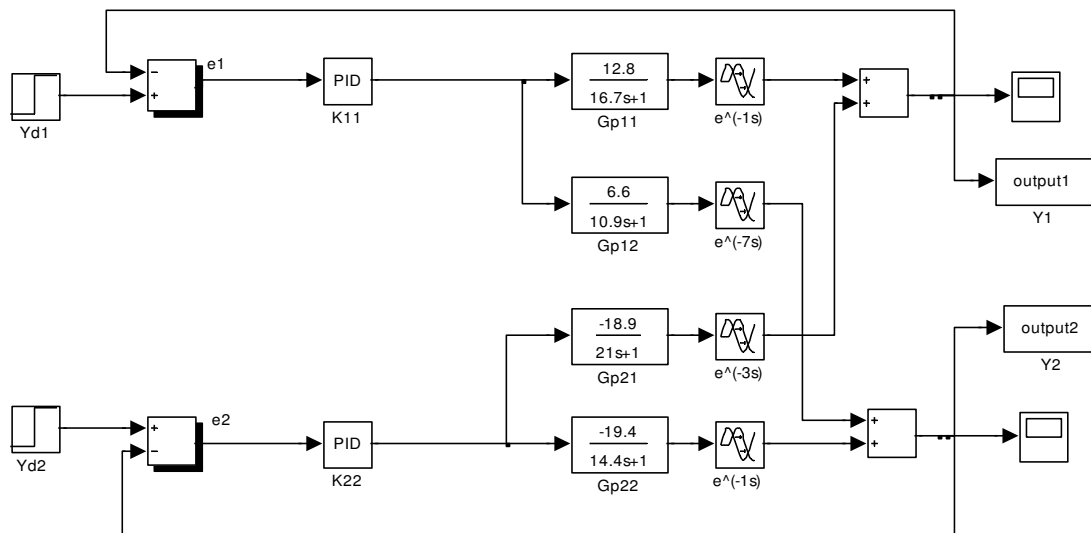 −
+
Yd1
e1
PID
K11
12.8
16.7s+1
Gp11
e^(-1s)
+
+
6.6
10.9s+1
Gp12
e^(-7s)
output1
Y1
-18.9
21s+1
Gp21
e^(-3s)
output2
Y2
+
−
Yd2
e2
PID
K22
-19.4
14.4s+1
Gp22
e^(-1s)
+
+